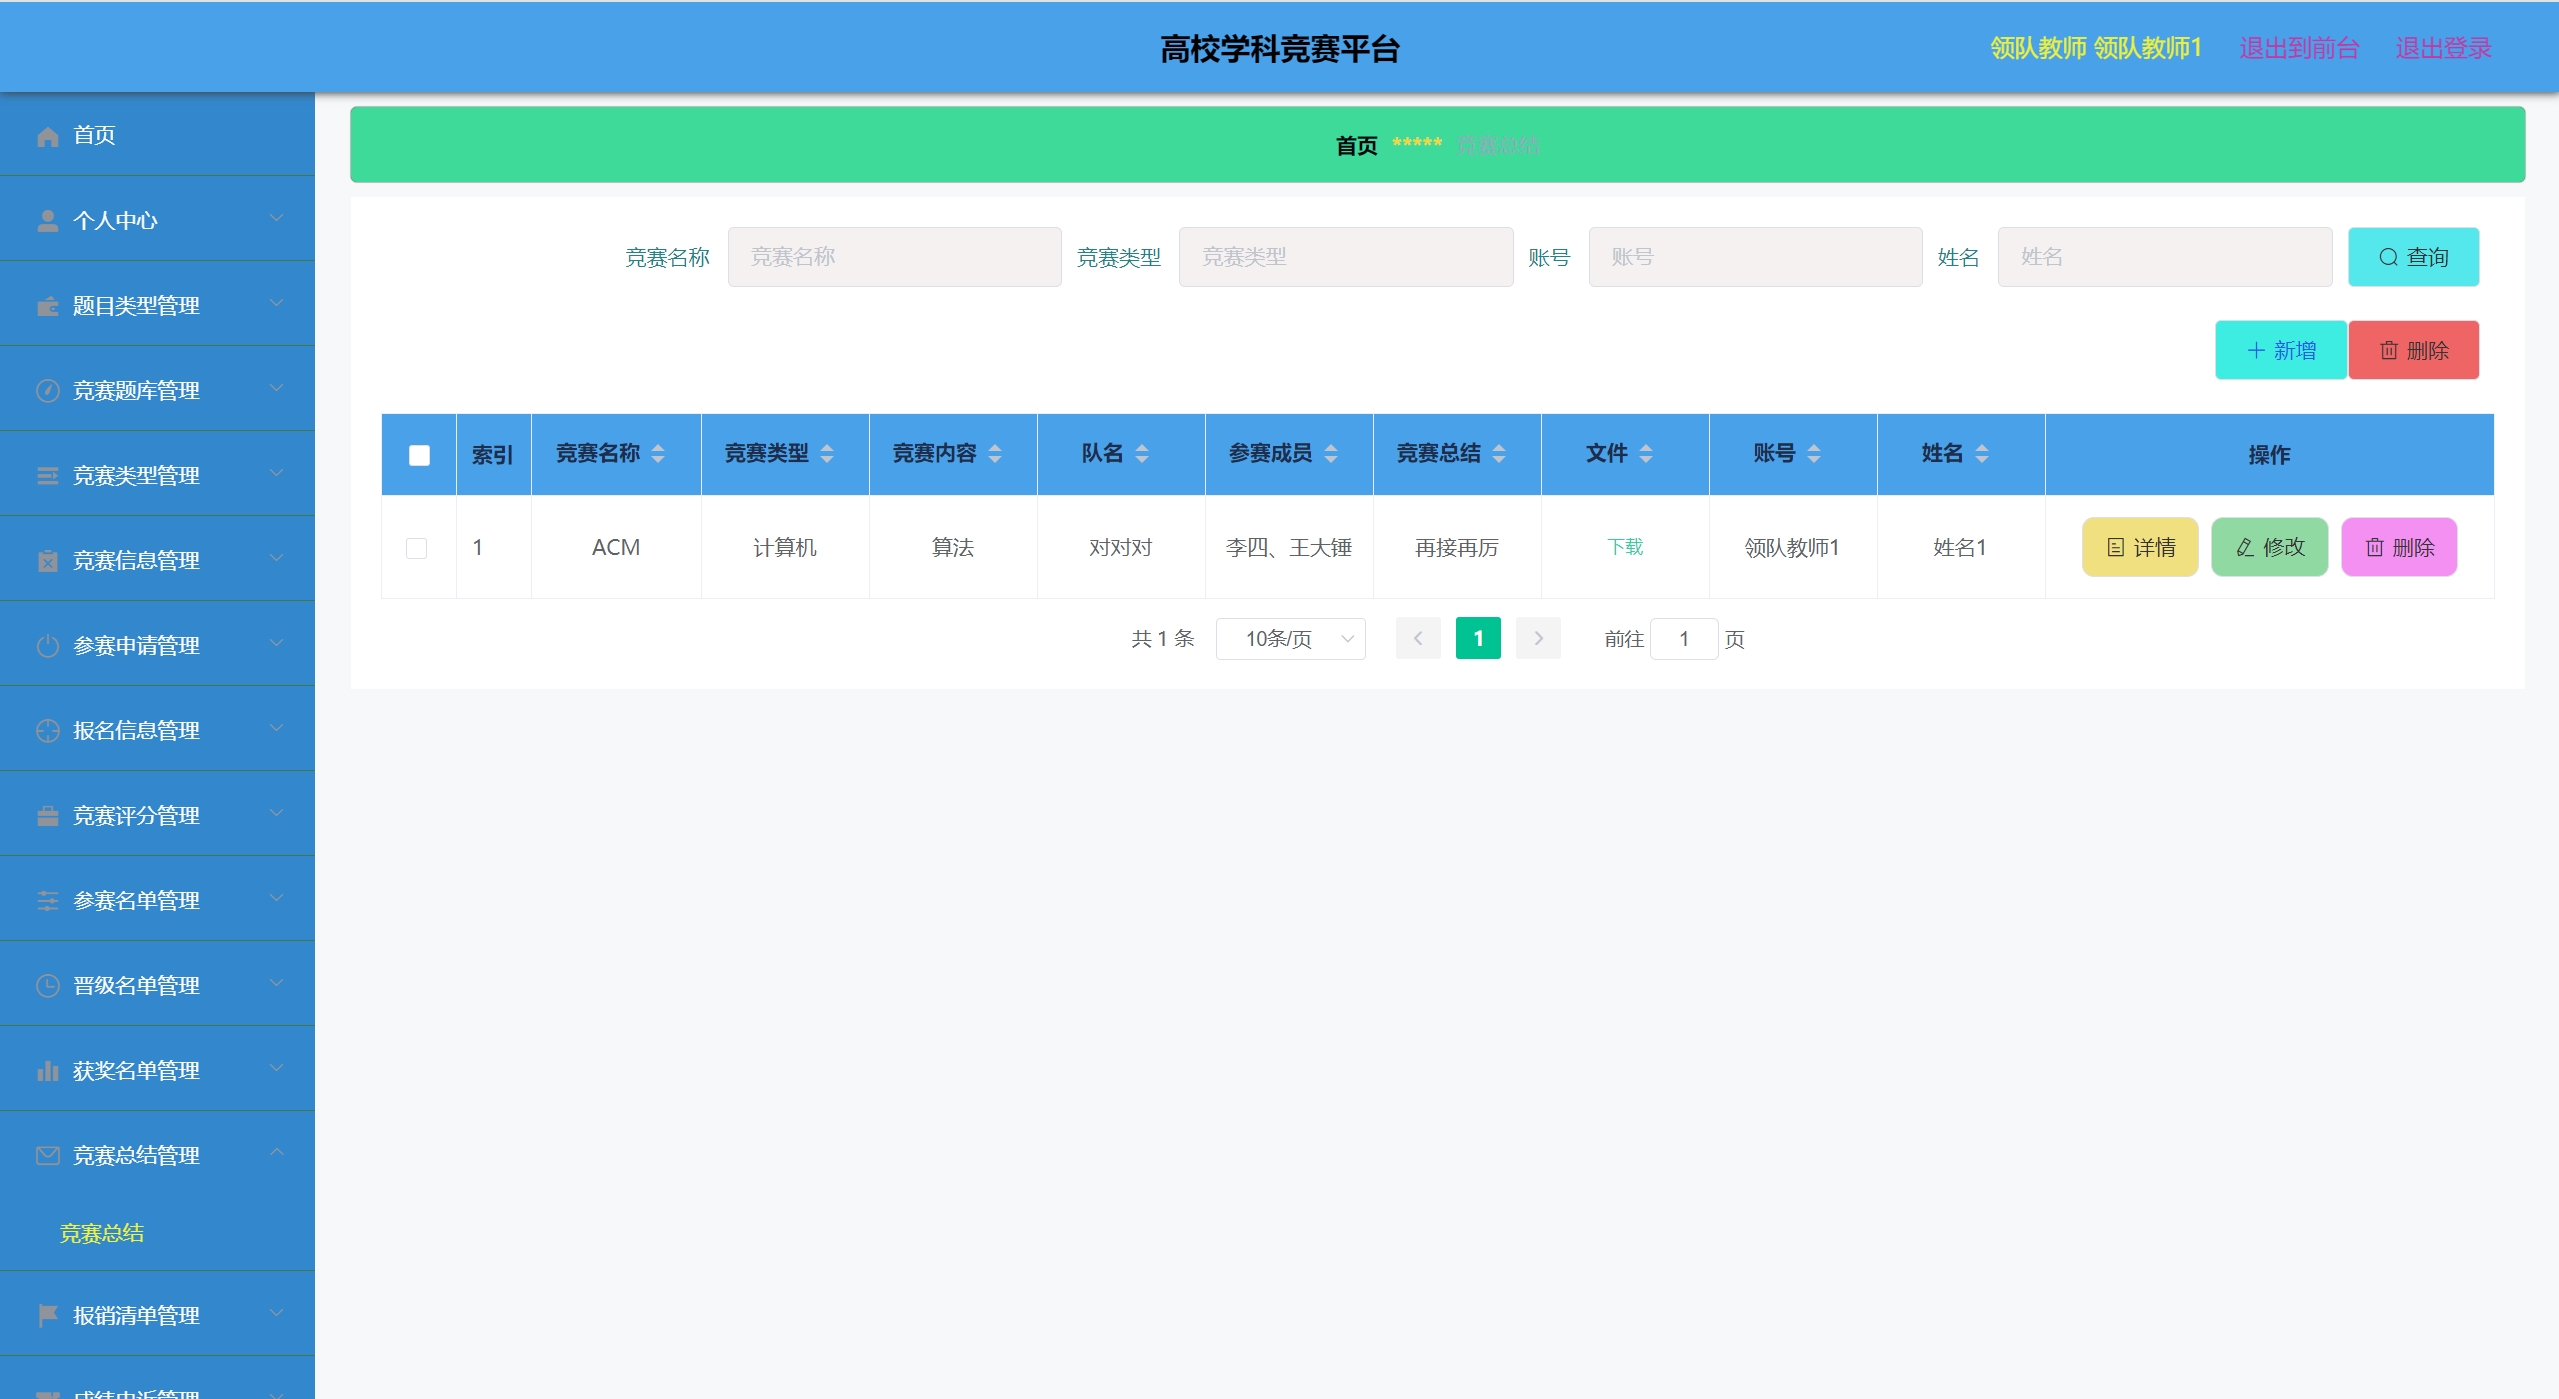 高校学科竞赛平台
领队教师 领队教师1 退出到前台 退出登录
首页
个人中心
题目类型管理
竞赛题库管理
竞赛类型管理
竞赛信息管理
参赛申请管理
报名信息管理
竞赛评分管理
参赛名单管理
晋级名单管理
获奖名单管理
竞赛总结管理
竞赛总结
报销清单管理
成绩申诉管理
首页 ***** 竞赛总结
竞赛名称 竞赛名称 竞赛类型 竞赛类型 账号 账号 姓名 姓名 查询
新增 删除
索引 竞赛名称 竞赛类型 竞赛内容 队名 参赛成员 竞赛总结 文件 账号 姓名 操作
1 ACM 计算机 算法 对对对 李四、王大锤 再接再厉 下载 领队教师1 姓名1 详情 修改 删除
共 1 条 10条/页 1 前往 1 页